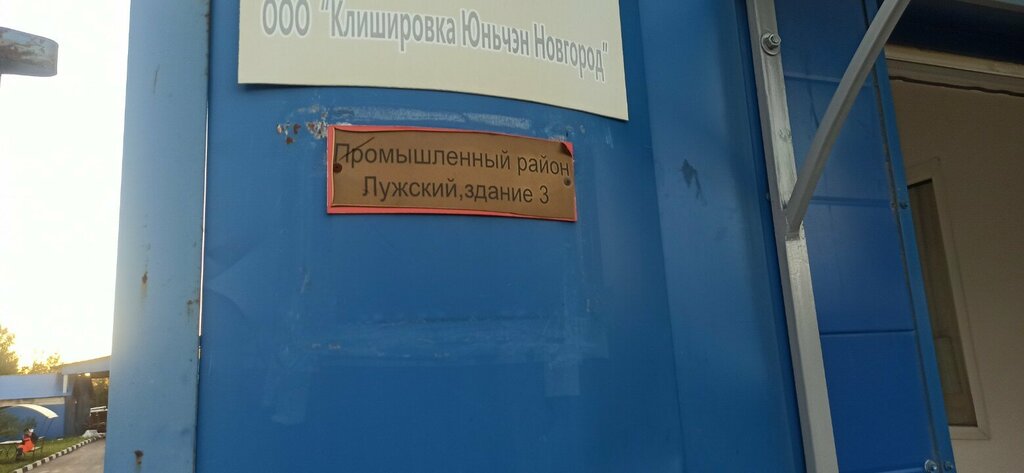 ООО "Клишировка Юньчэн Новгород"
Промышленный район
Лужский,здание 3